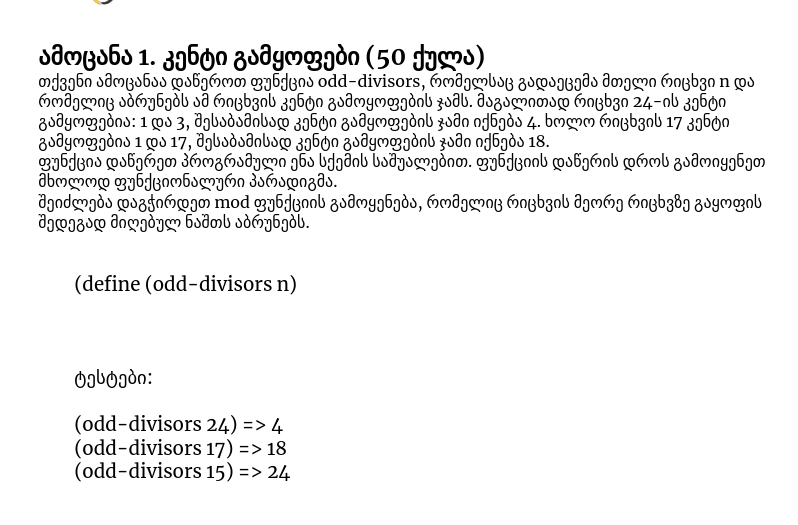 ამოცანა 1. კენტი გამყოფები (50 ქულა)
თქვენი ამოცანაა დაწეროთ ფუნქცია odd-divisors, რომელსაც გადაეცემა მთელი რიცხვი n და
რომელიც აბრუნებს ამ რიცხვის კენტი გამოყოფების ჯამს. მაგალითად რიცხვი 24-ის კენტი
გამყოფებია: 1 და 3, შესაბამისად კენტი გამყოფების ჯამი იქნება 4. ხოლო რიცხვის 17 კენტი
გამყოფებია 1 და 17, შესაბამისად კენტი გამყოფების ჯამი იქნება 18.
ფუნქცია დაწერეთ პროგრამული ენა სქემის საშუალებით. ფუნქციის დაწერის დროს გამოიყენეთ
მხოლოდ ფუნქციონალური პარადიგმა.
შეიძლება დაგჭირდეთ mod ფუნქციის გამოყენება, რომელიც რიცხვის მეორე რიცხვზე გაყოფის
შედეგად მიღებულ ნაშთს აბრუნებს.
(define (odd-divisors n)
ტესტები:
(odd-divisors 24) => 4
(odd-divisors 17) => 18
(odd-divisors 15) => 24